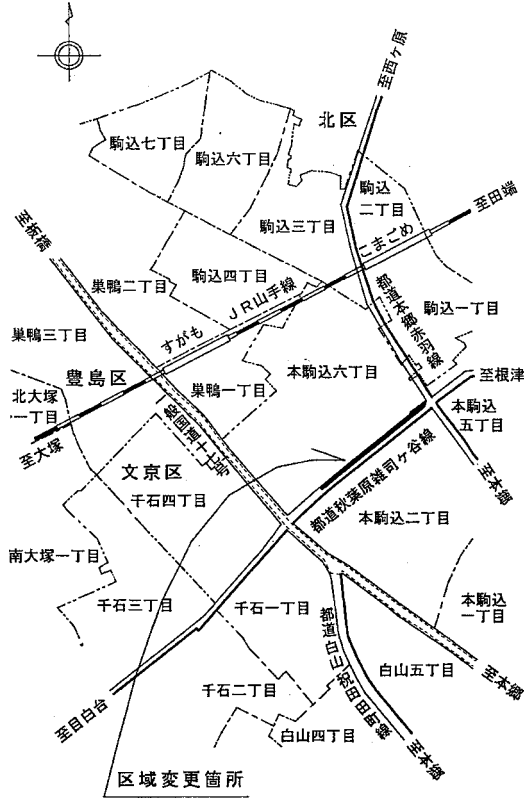 至西ヶ原
北区
駒込七丁目
駒込六丁目
駒込
二丁目
駒込三丁目
至田端
こまごめ
至板橋
駒込四丁目
巣鴨二丁目
JR山手線
都道本郷赤羽線
駒込一丁目
すがも
巣鴨三丁目
豊島区
巣鴨一丁目
本駒込六丁目
至根津
北大塚
一丁目
至大塚
一般国道十七号
本駒込
五丁目
文京区
千石四丁目
都道秋葉原雑司ヶ谷線
至本郷
本駒込二丁目
南大塚一丁目
千石三丁目
千石一丁目
本駒込
一丁目
都道白山祝田田町線
白山五丁目
至本郷
千石二丁目
至目白台
白山四丁目
至本郷
区域変更箇所